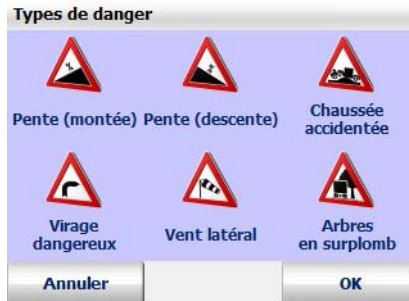 Types de danger
Pente (montée) Pente (descente) Chaussée
accidentée
Virage
dangereux
Vent latéral
Arbres
en surplomb
Annuler
OK